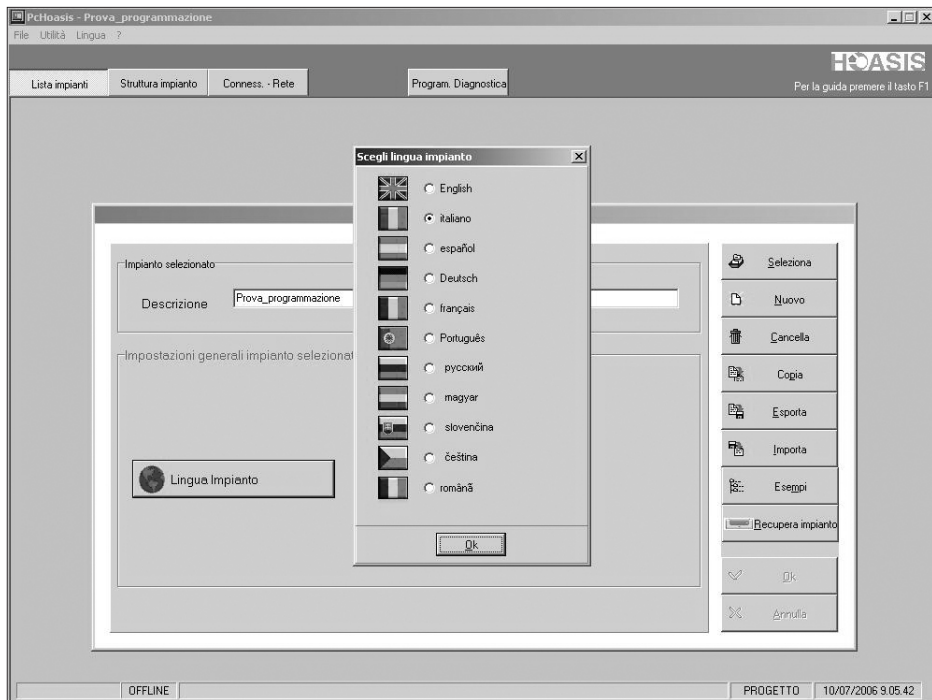 PcHoasis - Prova_programmazione
File Utilità Lingua ?
HOASIS
Lista impianti Struttura impianto Conness. - Rete Program. Diagnostica
Per la guida premere il tasto F1
Scegli lingua impianto
English
italiano
español
Deutsch
français
Português
русский
magyar
slovenčina
čeština
română
Ok
Impianto selezionato
Descrizione Prova_programmazione
Impostazioni generali impianto selezionat
Lingua Impianto
Seleziona
Nuovo
Cancella
Copia
Esporta
Importa
Esempi
Recupera impianto
Ok
Annulla
OFFLINE PROGETTO 10/07/2006 9.05.42